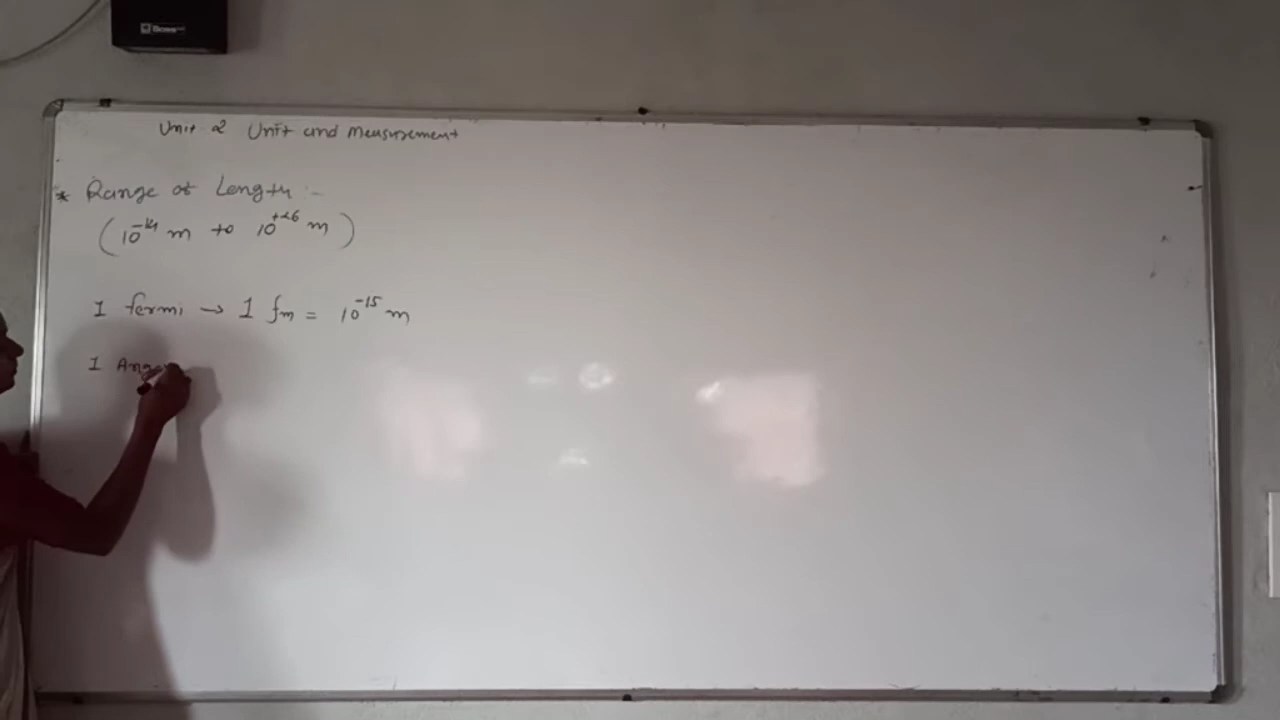 Unit 2 Unit and Measurement
* Range of Length :-
(10⁻¹⁴ m to 10⁺²⁶ m)
1 fermi → 1 fm = 10⁻¹⁵ m
1 Ang